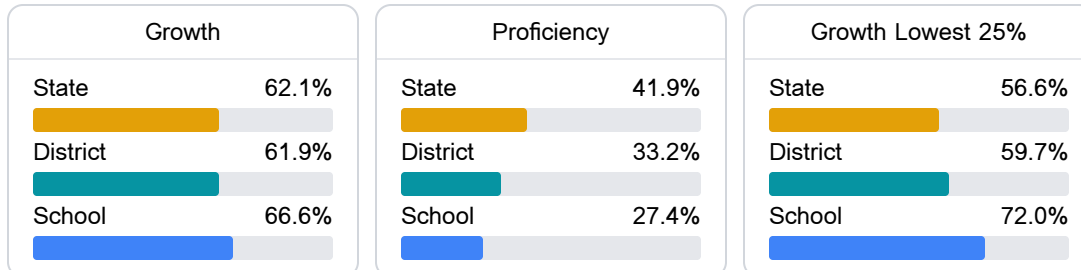 Growth
State 62.1%
District 61.9%
School 66.6%
Proficiency
State 41.9%
District 33.2%
School 27.4%
Growth Lowest 25%
State 56.6%
District 59.7%
School 72.0%